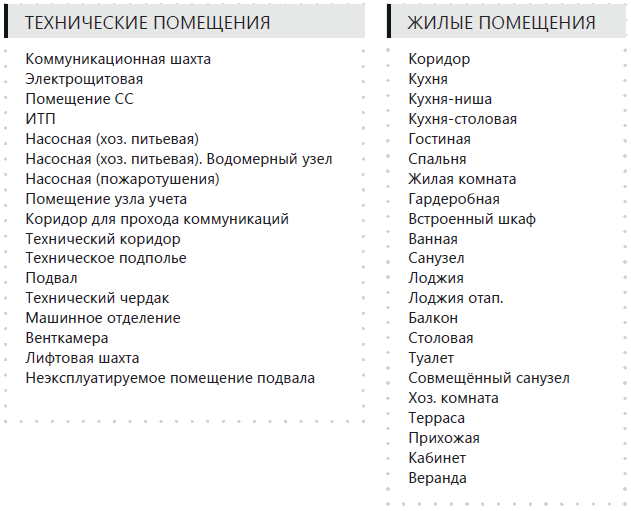 ТЕХНИЧЕСКИЕ ПОМЕЩЕНИЯ
Коммуникационная шахта
Электрощитовая
Помещение СС
ИТП
Насосная (хоз. питьевая)
Насосная (хоз. питьевая). Водомерный узел
Насосная (пожаротушения)
Помещение узла учета
Коридор для прохода коммуникаций
Технический коридор
Техническое подполье
Подвал
Технический чердак
Машинное отделение
Венткамера
Лифтовая шахта
Неэксплуатируемое помещение подвала
ЖИЛЫЕ ПОМЕЩЕНИЯ
Коридор
Кухня
Кухня-ниша
Кухня-столовая
Гостиная
Спальня
Жилая комната
Гардеробная
Встроенный шкаф
Ванная
Санузел
Лоджия
Лоджия отап.
Балкон
Столовая
Туалет
Совмещённый санузел
Хоз. комната
Терраса
Прихожая
Кабинет
Веранда